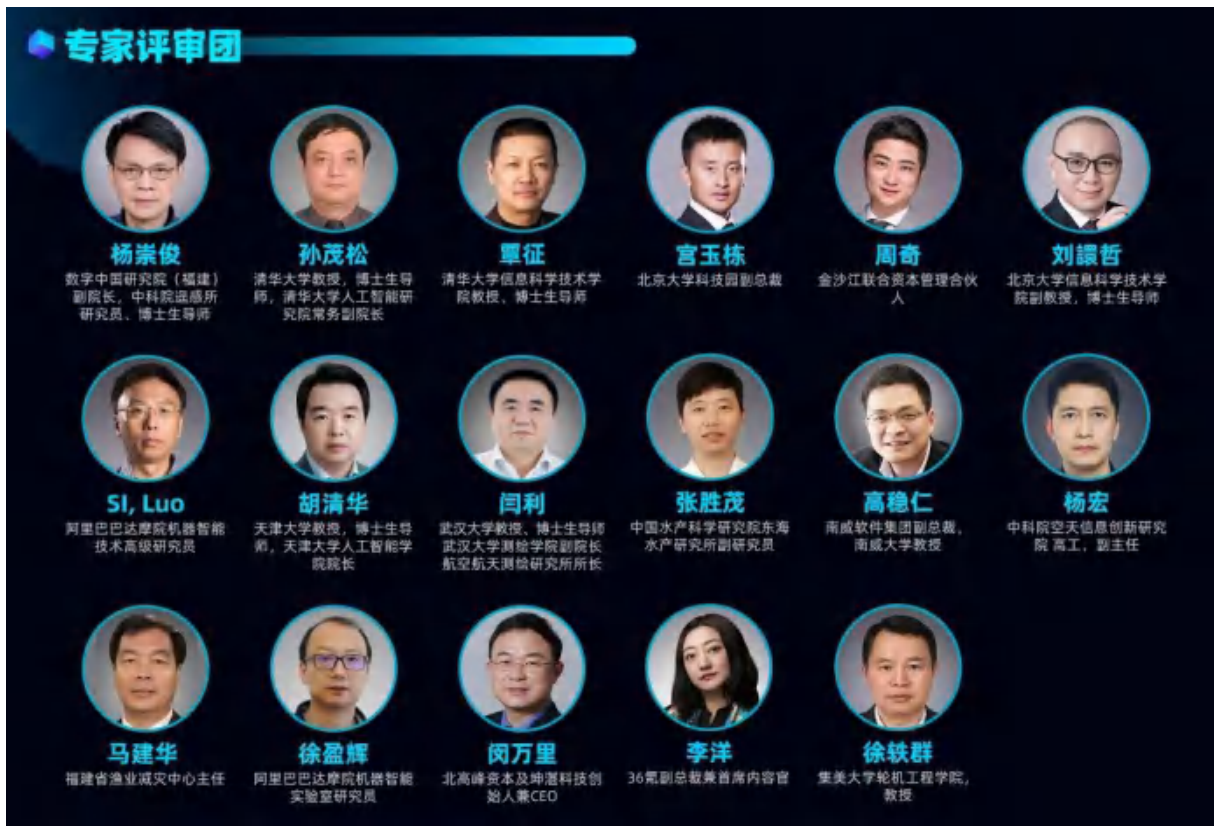 专家评审团
杨崇俊
数字中国研究院（福建）
副院长，中科院遥感所
研究员、博士生导师
孙茂松
清华大学教授，博士生导
师，清华大学人工智能研
究院常务副院长
覃征
清华大学信息科学技术学
院教授、博士生导师
宫玉栋
北京大学科技园副总裁
周奇
金沙江联合资本管理合伙
人
刘譞哲
北京大学信息科学技术学
院副教授，博士生导师
SI, Luo
阿里巴巴达摩院机器智能
技术高级研究员
胡清华
天津大学教授，博士生导
师，天津大学人工智能学
院院长
闫利
武汉大学教授、博士生导师
武汉大学测绘学院副院长
航空航天测绘研究所所长
张胜茂
中国水产科学研究院东海
水产研究所副研究员
高稳仁
南威软件集团副总裁，
南威大学教授
杨宏
中科院空天信息创新研究
院 高工，副主任
马建华
福建省渔业减灾中心主任
徐盈辉
阿里巴巴达摩院机器智能
实验室研究员
闵万里
北高峰资本及坤湛科技创
始人兼CEO
李洋
36氪副总裁兼首席内容官
徐轶群
集美大学轮机工程学院，
教授